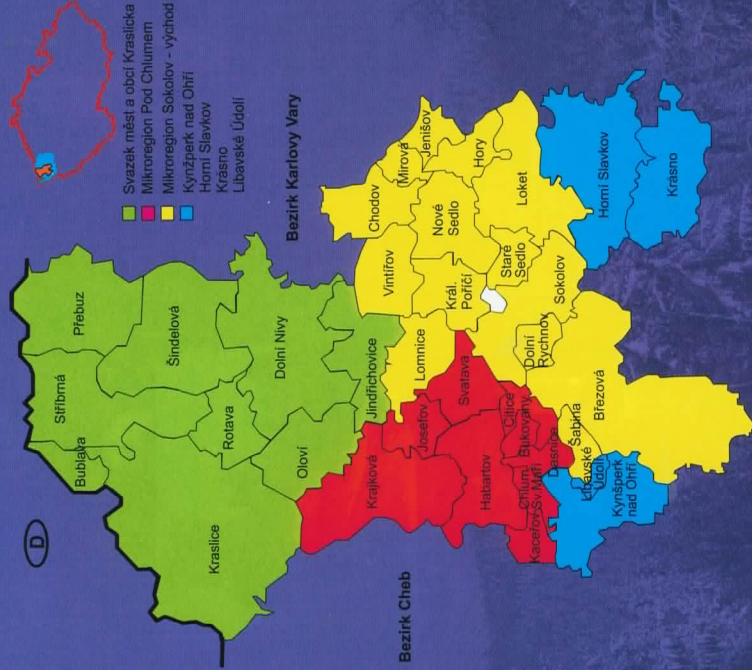 D
Svazek měst a obcí Kraslicka
Mikroregion Pod Chlumem
Mikroregion Sokolov - východ
Kynžperk nad Ohří
Horní Slavkov
Krásno
Libavské Údolí
Bezirk Karlovy Vary
Bezirk Cheb
Přebuz
Stříbrná
Bublava
Šindelová
Kraslice
Rotava
Dolní Nivy
Oloví
Jindřichovice
Krajková
Josefov
Lomnice
Svatava
Habartov
Citice
Bukovany
Chlum
Sv.Maří
Dasnice
Kaceřov
Vintířov
Chodov
Mírová
Jenišov
Nové
Sedlo
Hory
Král.
Poříčí
Loket
Staré
Sedlo
Sokolov
Dolní
Rychnov
Březová
Šabina
Libavské
Údolí
Kynšperk
nad Ohří
Horní Slavkov
Krásno